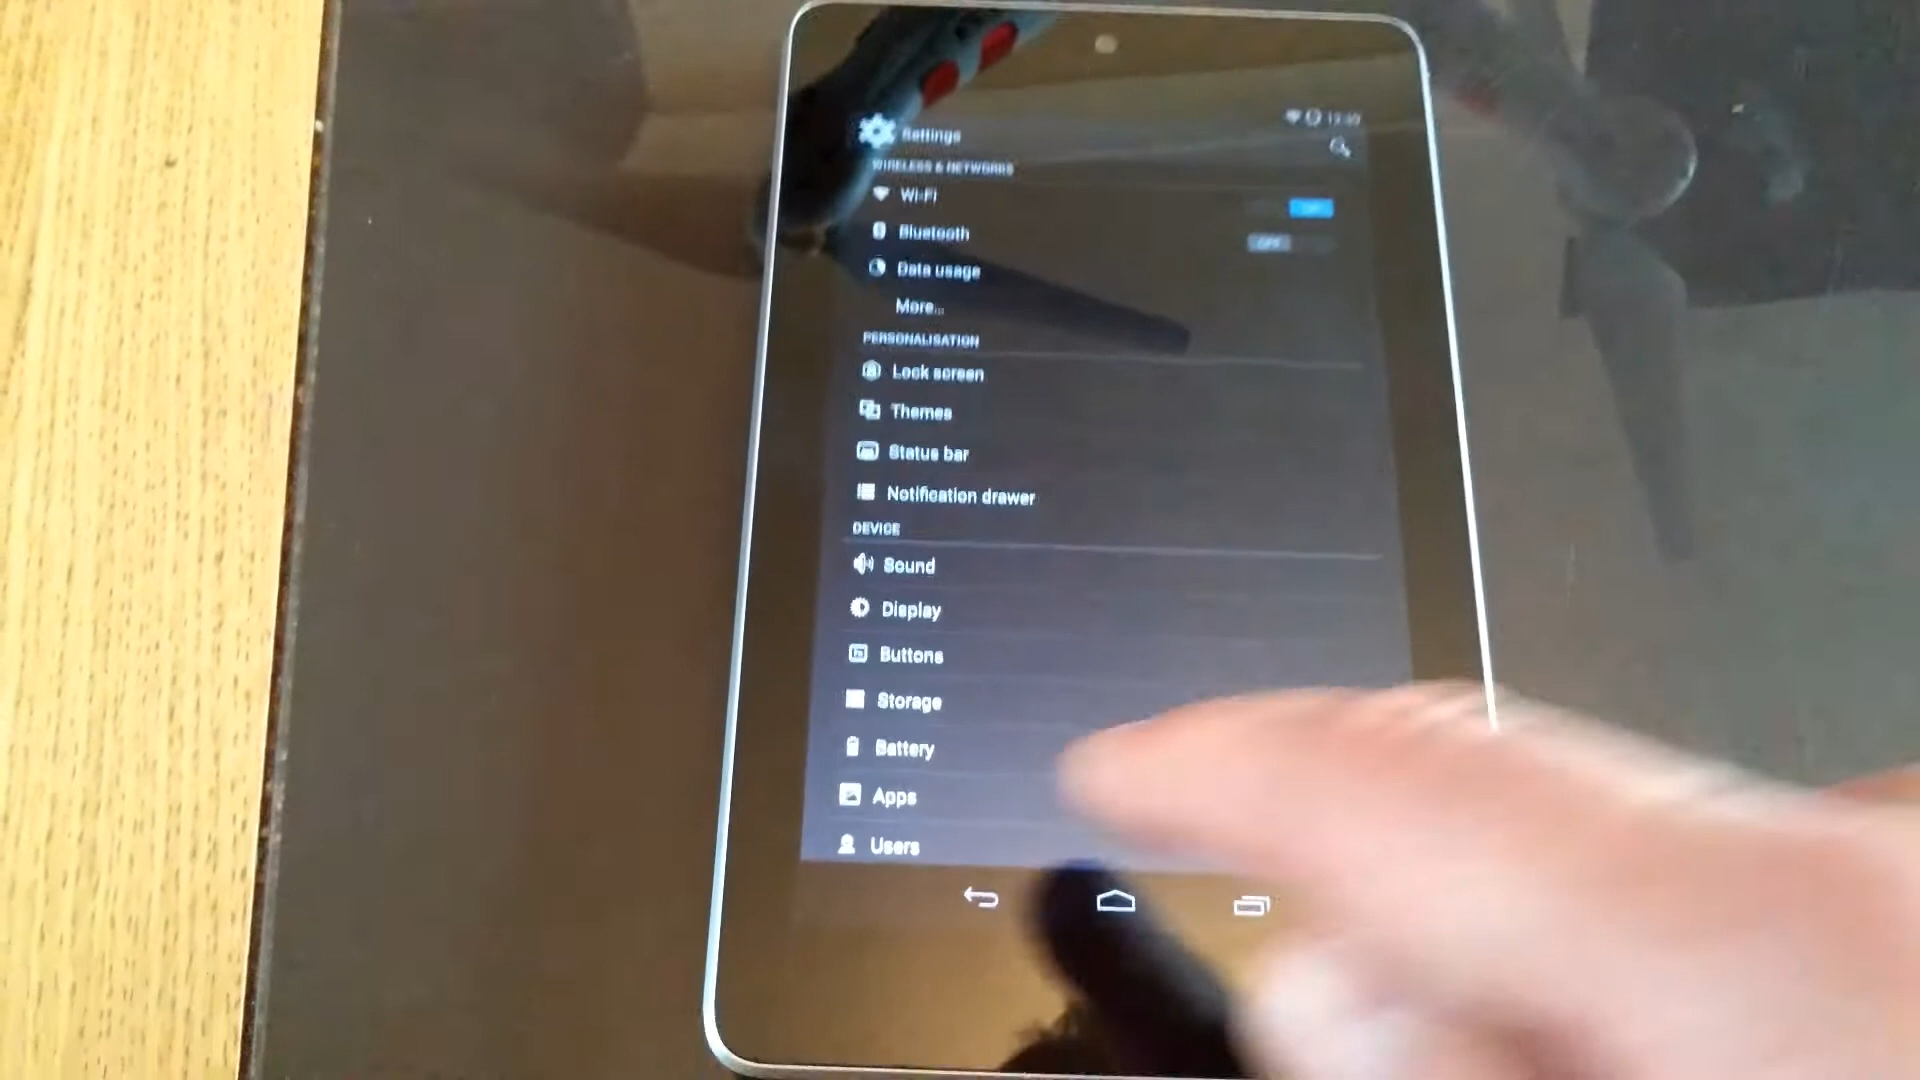 Settings
WIRELESS & NETWORKS
Wi-Fi
Bluetooth
OFF
Data usage
More...
PERSONALISATION
Lock screen
Themes
Status bar
Notification drawer
DEVICE
Sound
Display
Buttons
Storage
Battery
Apps
Users